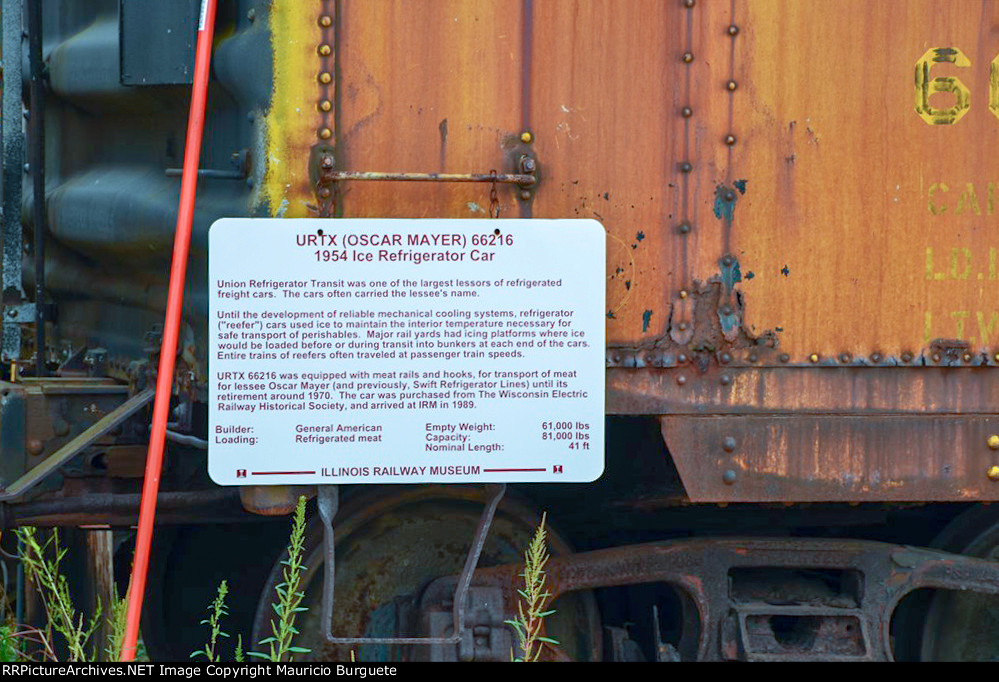 URTX (OSCAR MAYER) 66216
1954 Ice Refrigerator Car
Union Refrigerator Transit was one of the largest lessors of refrigerated
freight cars. The cars often carried the lessee's name.
Until the development of reliable mechanical cooling systems, refrigerator
("reefer") cars used ice to maintain the interior temperature necessary for
safe transport of perishables. Major rail yards had icing platforms where ice
would be loaded before or during transit into bunkers at each end of the cars.
Entire trains of reefers often traveled at passenger train speeds.
URTX 66216 was equipped with meat rails and hooks, for transport of meat
for lessee Oscar Mayer (and previously, Swift Refrigerator Lines) until its
retirement around 1970. The car was purchased from The Wisconsin Electric
Railway Historical Society, and arrived at IRM in 1989.
Builder: General American Empty Weight: 61,000 lbs
Loading: Refrigerated meat Capacity: 81,000 lbs
Nominal Length: 41 ft
ILLINOIS RAILWAY MUSEUM
6
LD.
LTW
RRPictureArchives.NET Image Copyright Mauricio Burguete